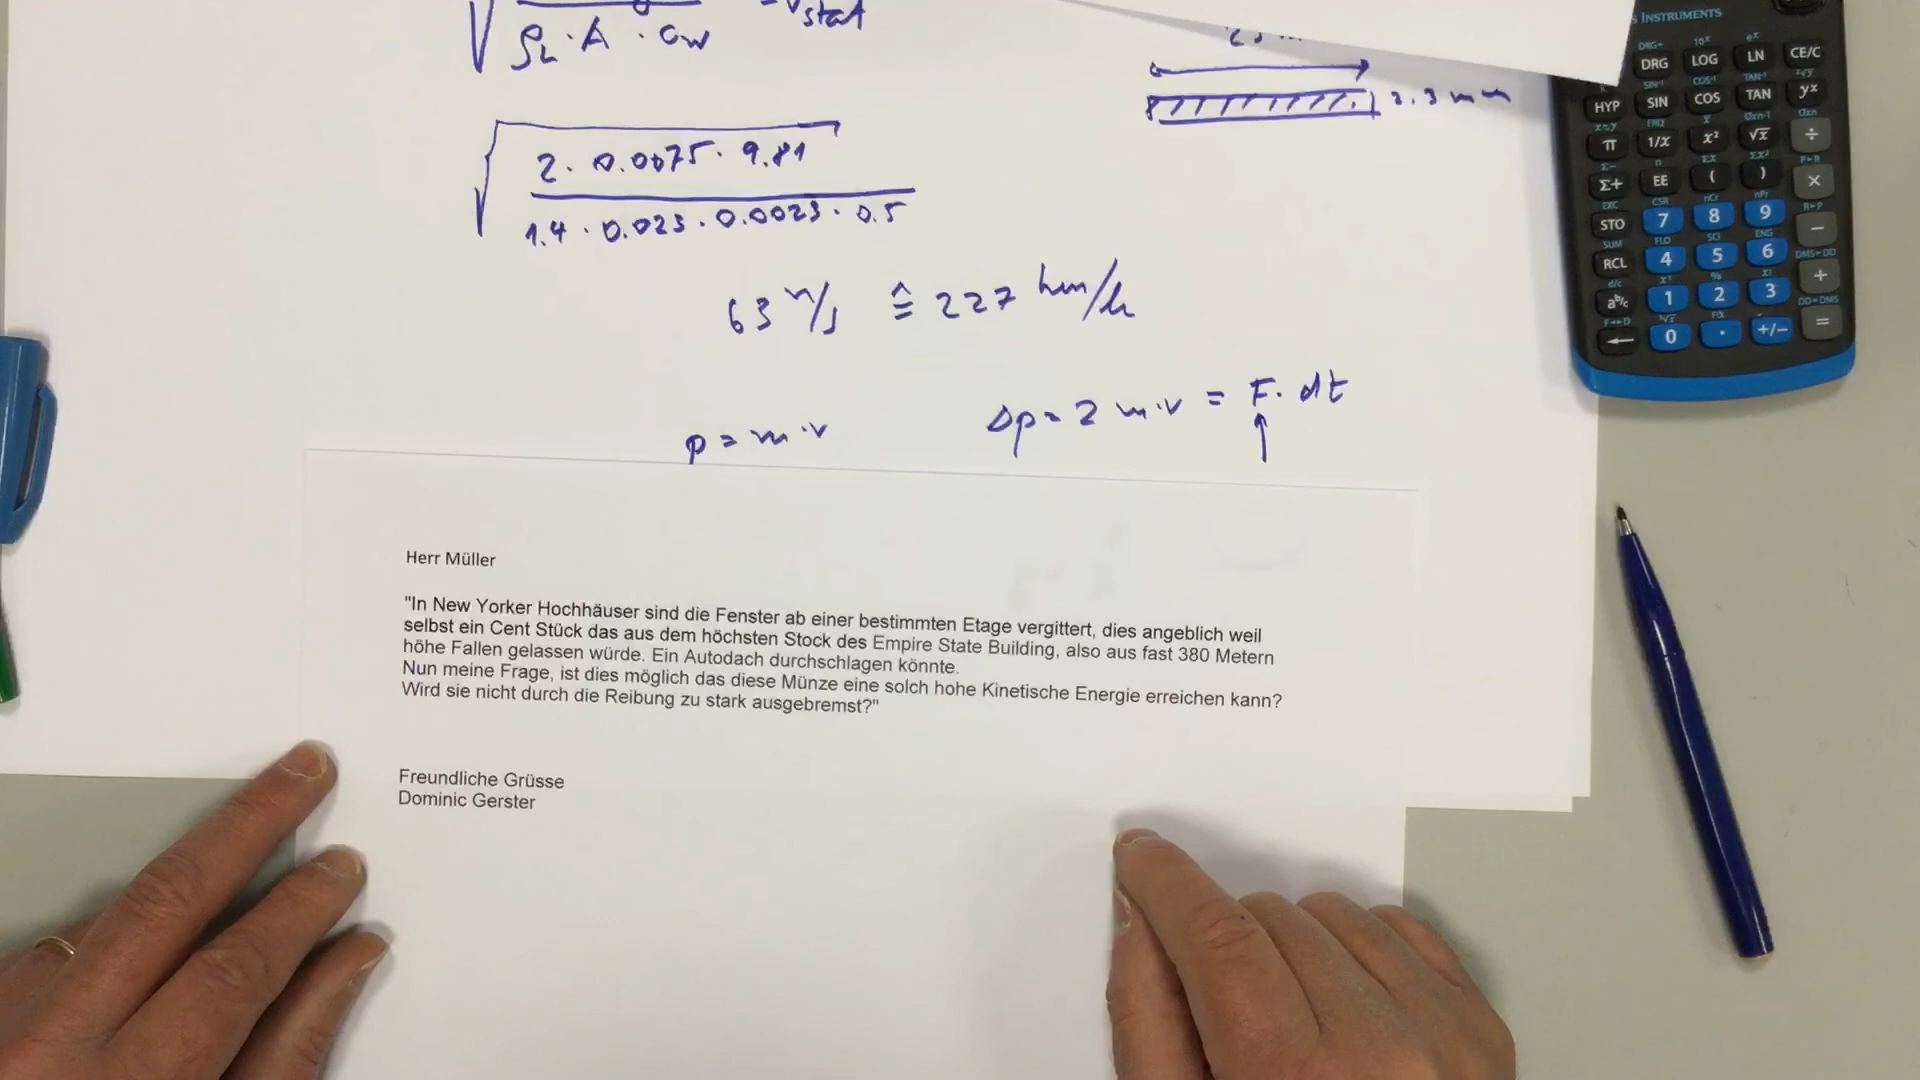 ρL · A · cw = vstat
2.3 mm
2 · 0.0075 · 9.81
1.4 · 0.023 · 0.0023 · 0.5
63 m/s ≙ 227 km/h
p = m·v Δp = 2 m·v = F · dt
Herr Müller
"In New Yorker Hochhäuser sind die Fenster ab einer bestimmten Etage vergittert, dies angeblich weil
selbst ein Cent Stück das aus dem höchsten Stock des Empire State Building, also aus fast 380 Metern
höhe Fallen gelassen würde. Ein Autodach durchschlagen könnte.
Nun meine Frage, ist dies möglich das diese Münze eine solch hohe Kinetische Energie erreichen kann?
Wird sie nicht durch die Reibung zu stark ausgebremst?"
Freundliche Grüsse
Dominic Gerster
INSTRUMENTS
DRG LOG LN CE/C
HYP SIN COS TAN yˣ
π 1/x x² √x ÷
Σ+ EE ( ) ×
STO 7 8 9 −
RCL 4 5 6 +
ab/c 1 2 3 =
← 0 . +/−